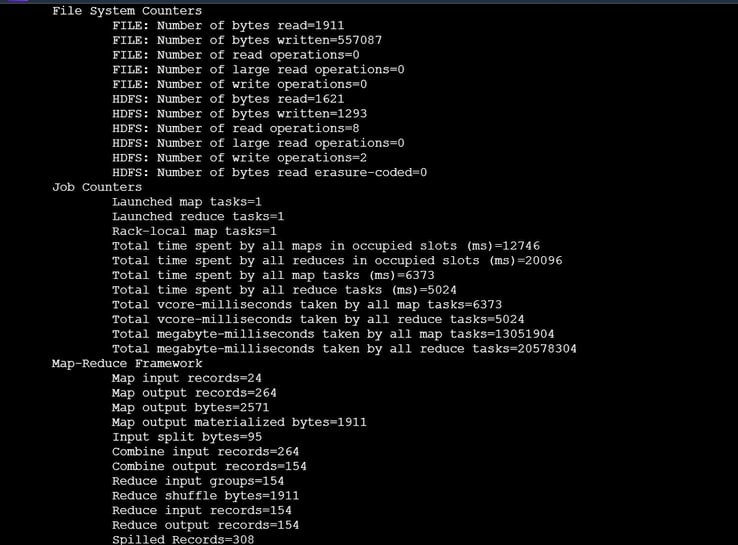 File System Counters
FILE: Number of bytes read=1911
FILE: Number of bytes written=557087
FILE: Number of read operations=0
FILE: Number of large read operations=0
FILE: Number of write operations=0
HDFS: Number of bytes read=1621
HDFS: Number of bytes written=1293
HDFS: Number of read operations=8
HDFS: Number of large read operations=0
HDFS: Number of write operations=2
HDFS: Number of bytes read erasure-coded=0
Job Counters
Launched map tasks=1
Launched reduce tasks=1
Rack-local map tasks=1
Total time spent by all maps in occupied slots (ms)=12746
Total time spent by all reduces in occupied slots (ms)=20096
Total time spent by all map tasks (ms)=6373
Total time spent by all reduce tasks (ms)=5024
Total vcore-milliseconds taken by all map tasks=6373
Total vcore-milliseconds taken by all reduce tasks=5024
Total megabyte-milliseconds taken by all map tasks=13051904
Total megabyte-milliseconds taken by all reduce tasks=20578304
Map-Reduce Framework
Map input records=24
Map output records=264
Map output bytes=2571
Map output materialized bytes=1911
Input split bytes=95
Combine input records=264
Combine output records=154
Reduce input groups=154
Reduce shuffle bytes=1911
Reduce input records=154
Reduce output records=154
Spilled Records=308